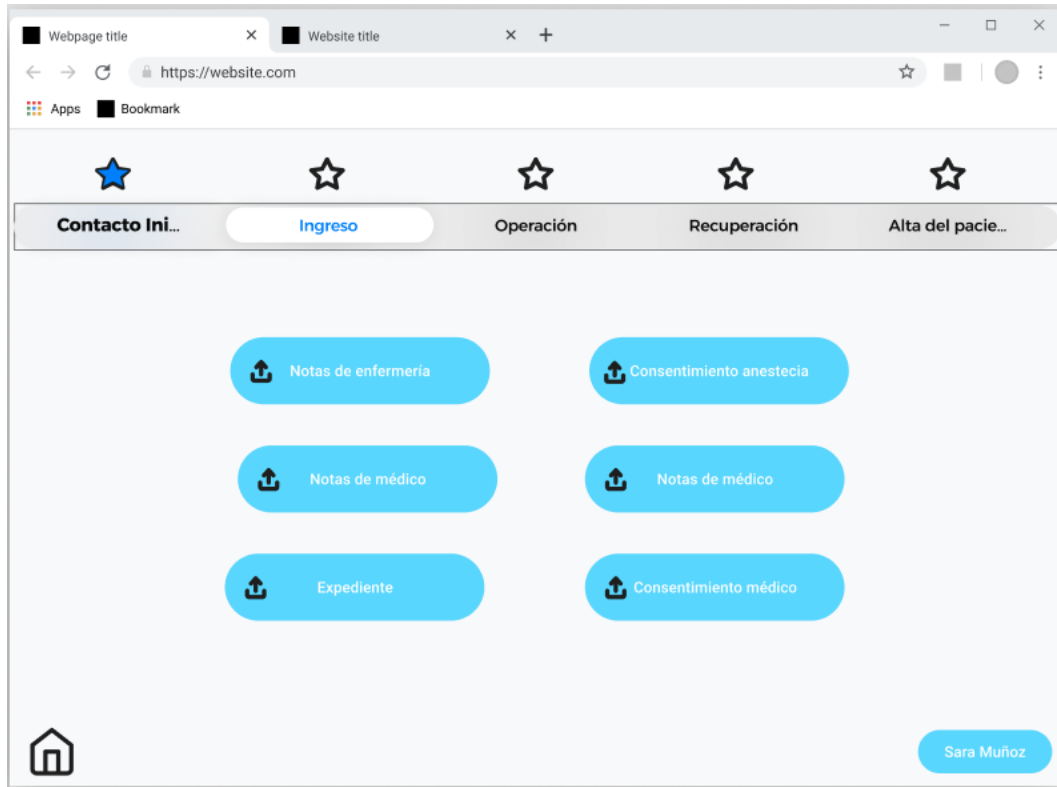 Webpage title
Website title
https://website.com
Apps
Bookmark
Contacto Ini...
Ingreso
Operación
Recuperación
Alta del pacie...
Notas de enfermería
Consentimiento anestecia
Notas de médico
Notas de médico
Expediente
Consentimiento médico
Sara Muñoz